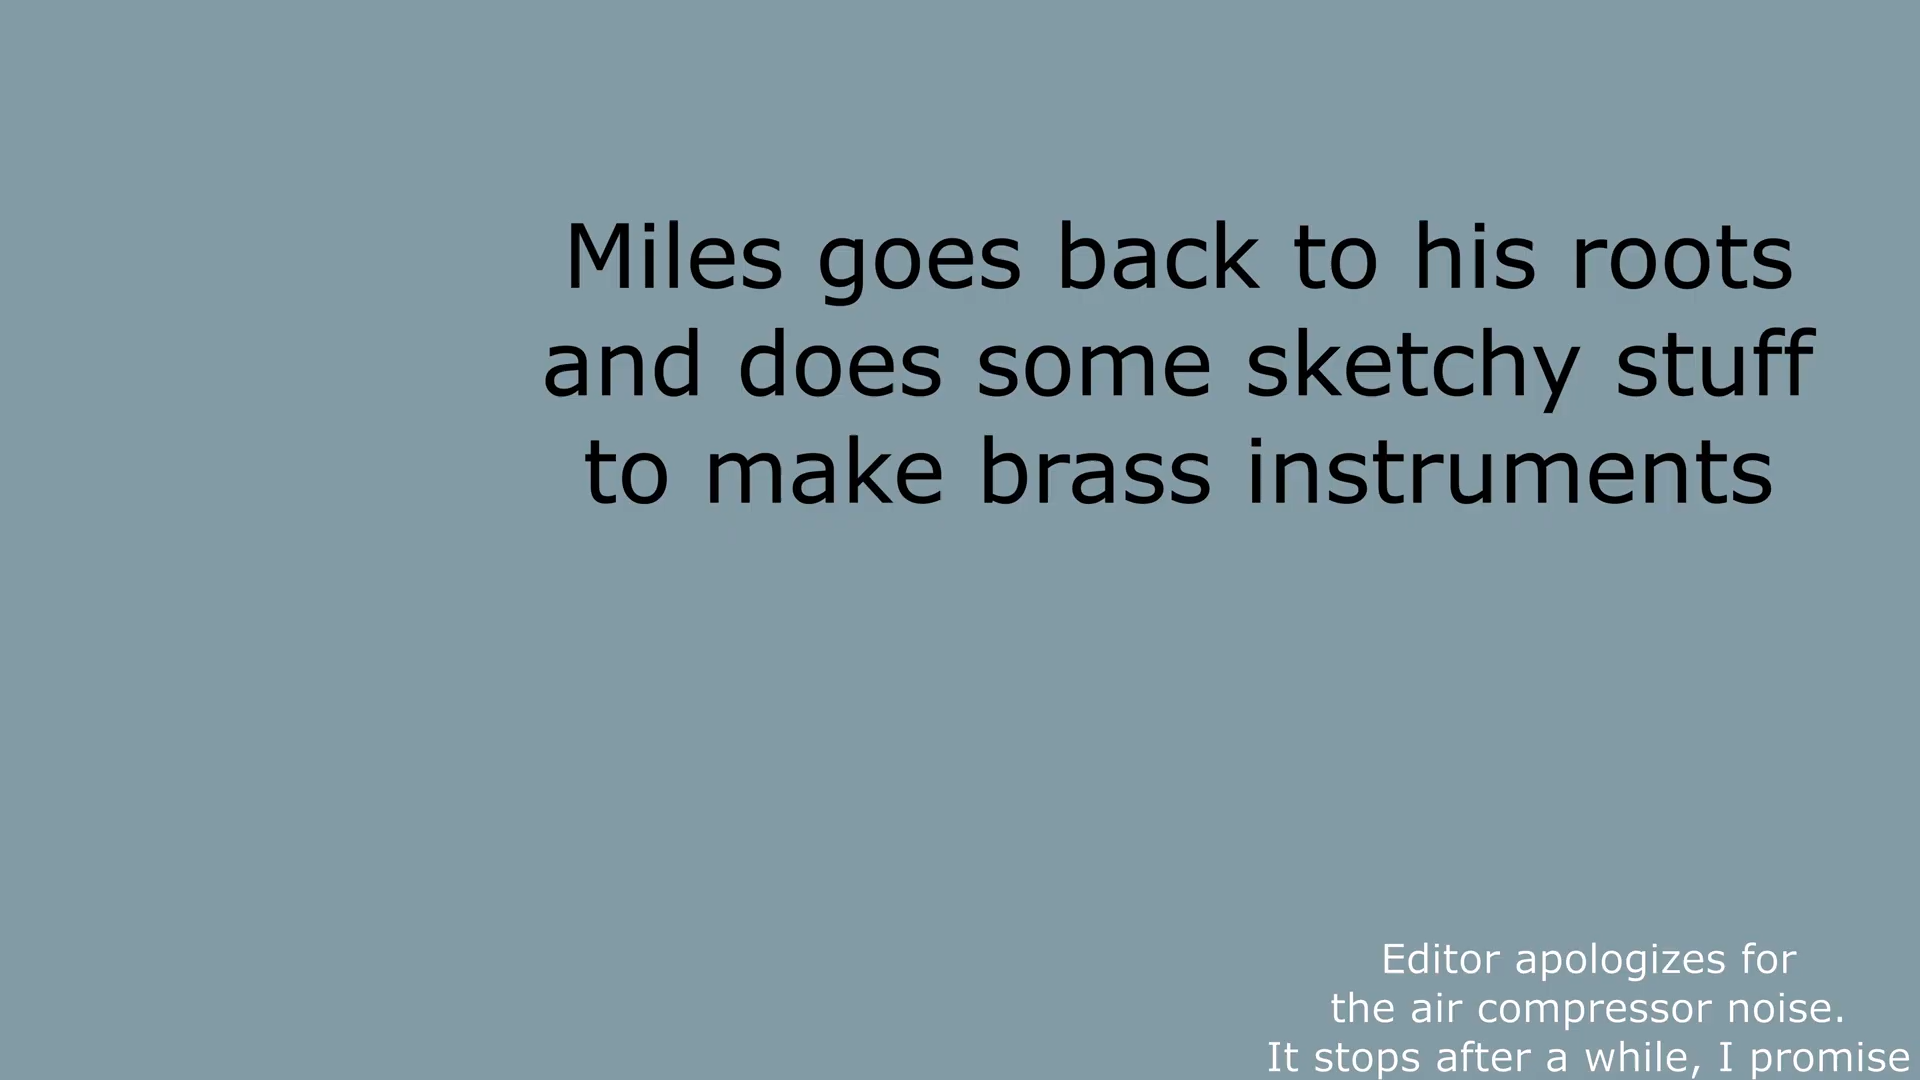 Miles goes back to his roots
and does some sketchy stuff
to make brass instruments
Editor apologizes for
the air compressor noise.
It stops after a while, I promise